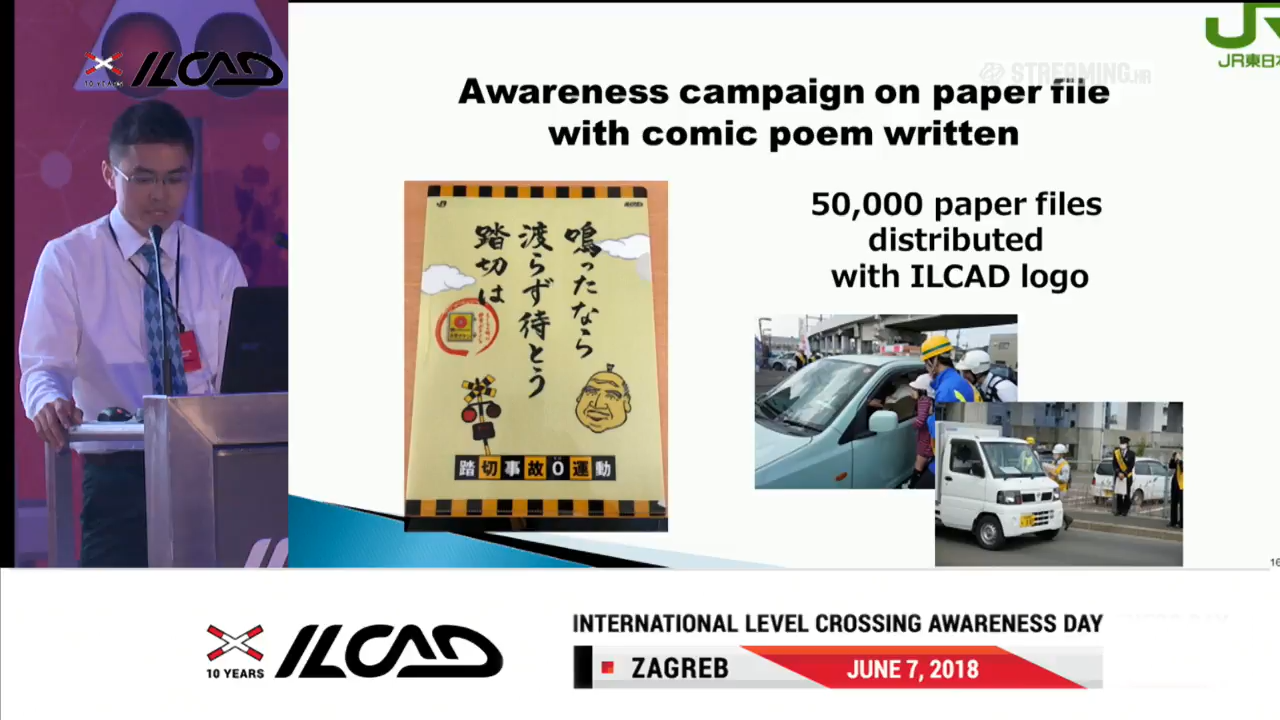 ILCAD
10 YEARS
STREAMING.HR
JR
JR東日本
Awareness campaign on paper file
with comic poem written
50,000 paper files
distributed
with ILCAD logo
鳴ったなら
渡らず待とう
踏切は
踏切事故0運動
16
ILCAD
10 YEARS
INTERNATIONAL LEVEL CROSSING AWARENESS DAY
ZAGREB
JUNE 7, 2018